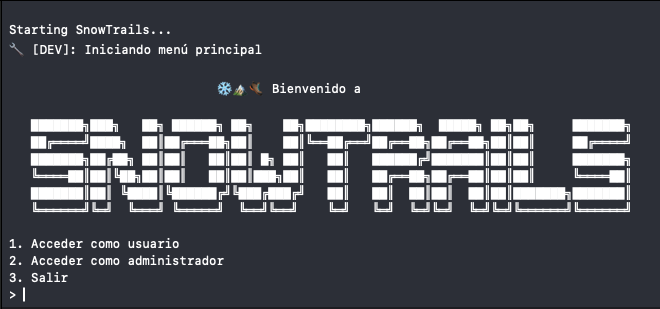 Starting SnowTrails...
🔧 [DEV]: Iniciando menú principal
❄️🏔️🥾 Bienvenido a
SNOWTRAILS
1. Acceder como usuario
2. Acceder como administrador
3. Salir
>